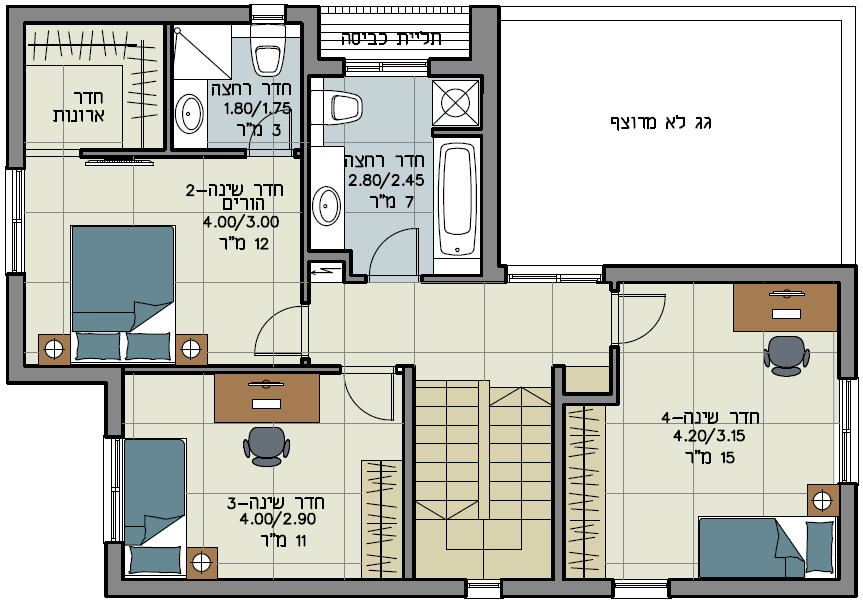 תליית כביסה
חדר
ארונות
חדר רחצה
1.80/1.75
3 מ"ר
גג לא מרוצף
חדר רחצה
2.80/2.45
7 מ"ר
חדר שינה-2
הורים
4.00/3.00
12 מ"ר
חדר שינה-4
4.20/3.15
15 מ"ר
חדר שינה-3
4.00/2.90
11 מ"ר